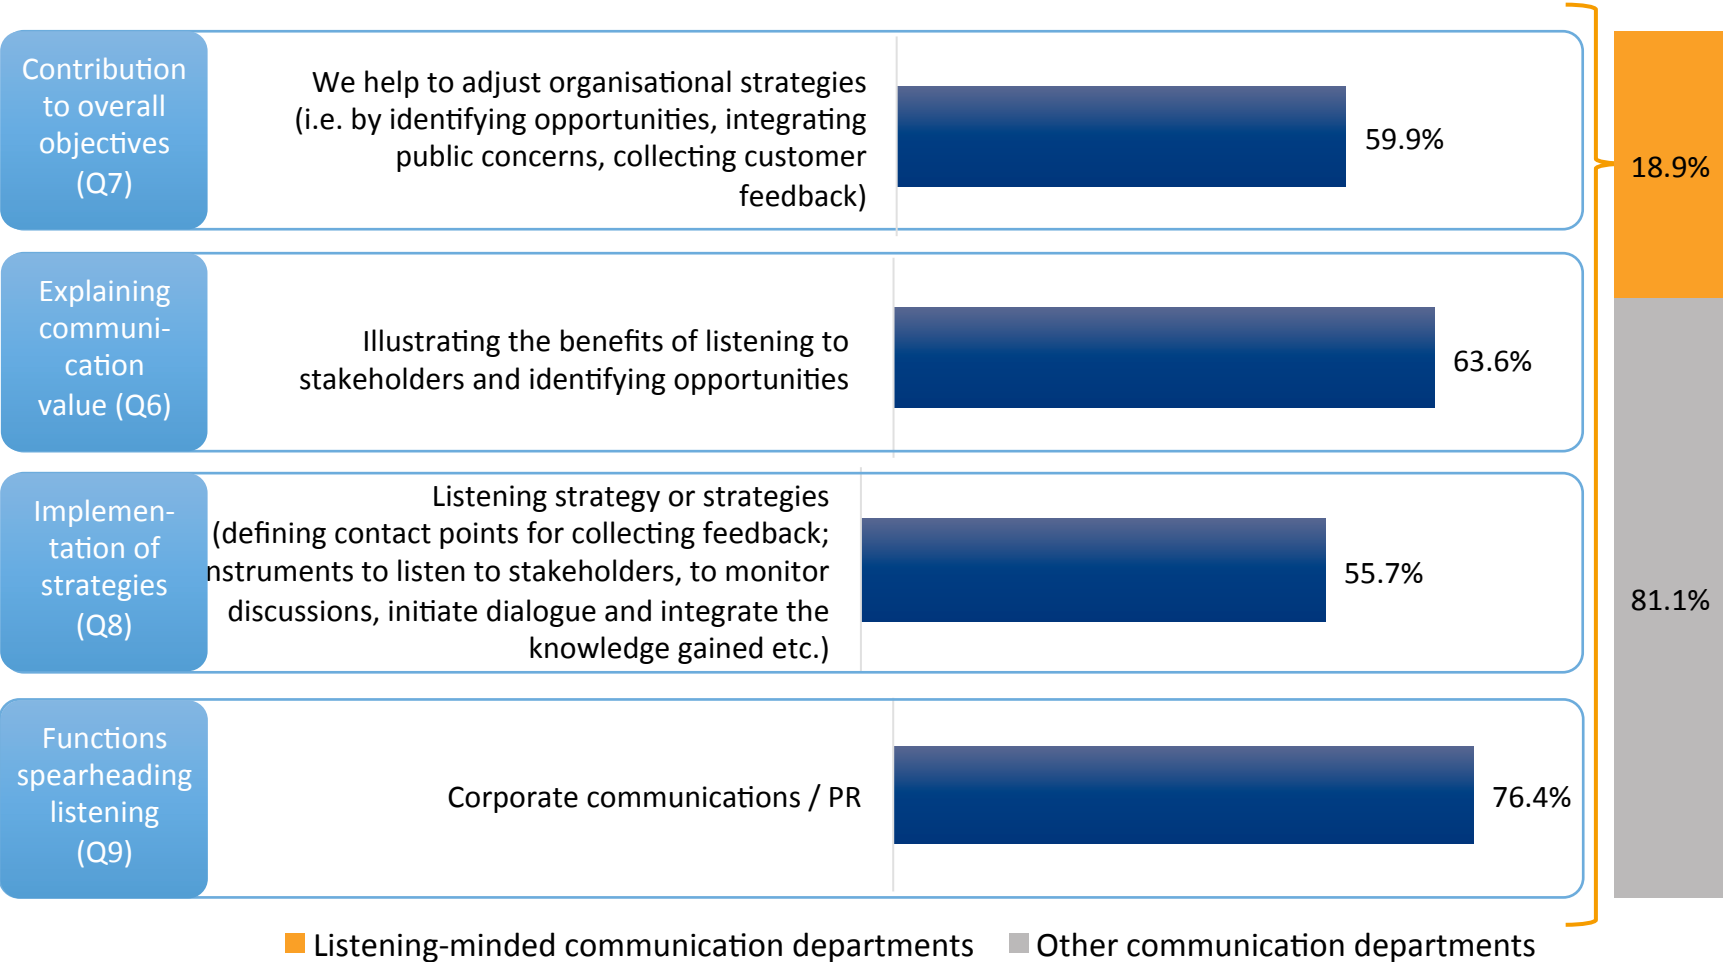 Contribution
to overall
objectives
(Q7)
We help to adjust organisational strategies
(i.e. by identifying opportunities, integrating
public concerns, collecting customer
feedback)
59.9%
18.9%
Explaining
communi-
cation
value (Q6)
Illustrating the benefits of listening to
stakeholders and identifying opportunities
63.6%
Implemen-
tation of
strategies
(Q8)
Listening strategy or strategies
(defining contact points for collecting feedback;
nstruments to listen to stakeholders, to monitor
discussions, initiate dialogue and integrate the
knowledge gained etc.)
55.7%
81.1%
Functions
spearheading
listening
(Q9)
Corporate communications / PR
76.4%
Listening-minded communication departments
Other communication departments